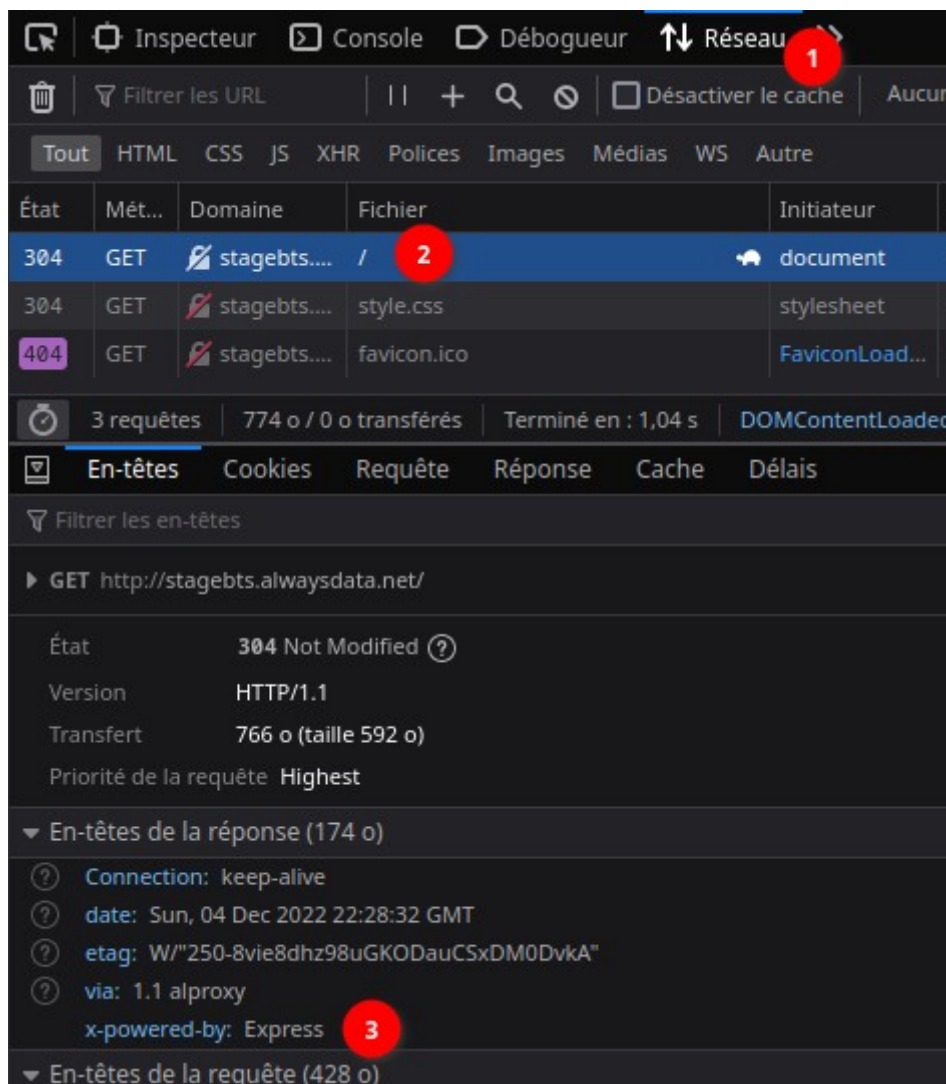 Inspecteur Console Débogueur Réseau 1
Filtrer les URL Désactiver le cache Aucur
Tout HTML CSS JS XHR Polices Images Médias WS Autre
État Mét... Domaine Fichier Initiateur
304 GET stagebts.... / 2 document
304 GET stagebts.... style.css stylesheet
404 GET stagebts.... favicon.ico FaviconLoad...
3 requêtes 774 o / 0 o transférés Terminé en : 1,04 s DOMContentLoaded
En-têtes Cookies Requête Réponse Cache Délais
Filtrer les en-têtes
GET http://stagebts.alwaysdata.net/
État 304 Not Modified ?
Version HTTP/1.1
Transfert 766 o (taille 592 o)
Priorité de la requête Highest
En-têtes de la réponse (174 o)
? Connection: keep-alive
? date: Sun, 04 Dec 2022 22:28:32 GMT
? etag: W/"250-8vie8dhz98uGKODauCSxDM0DvkA"
? via: 1.1 alproxy
x-powered-by: Express 3
En-têtes de la requête (428 o)